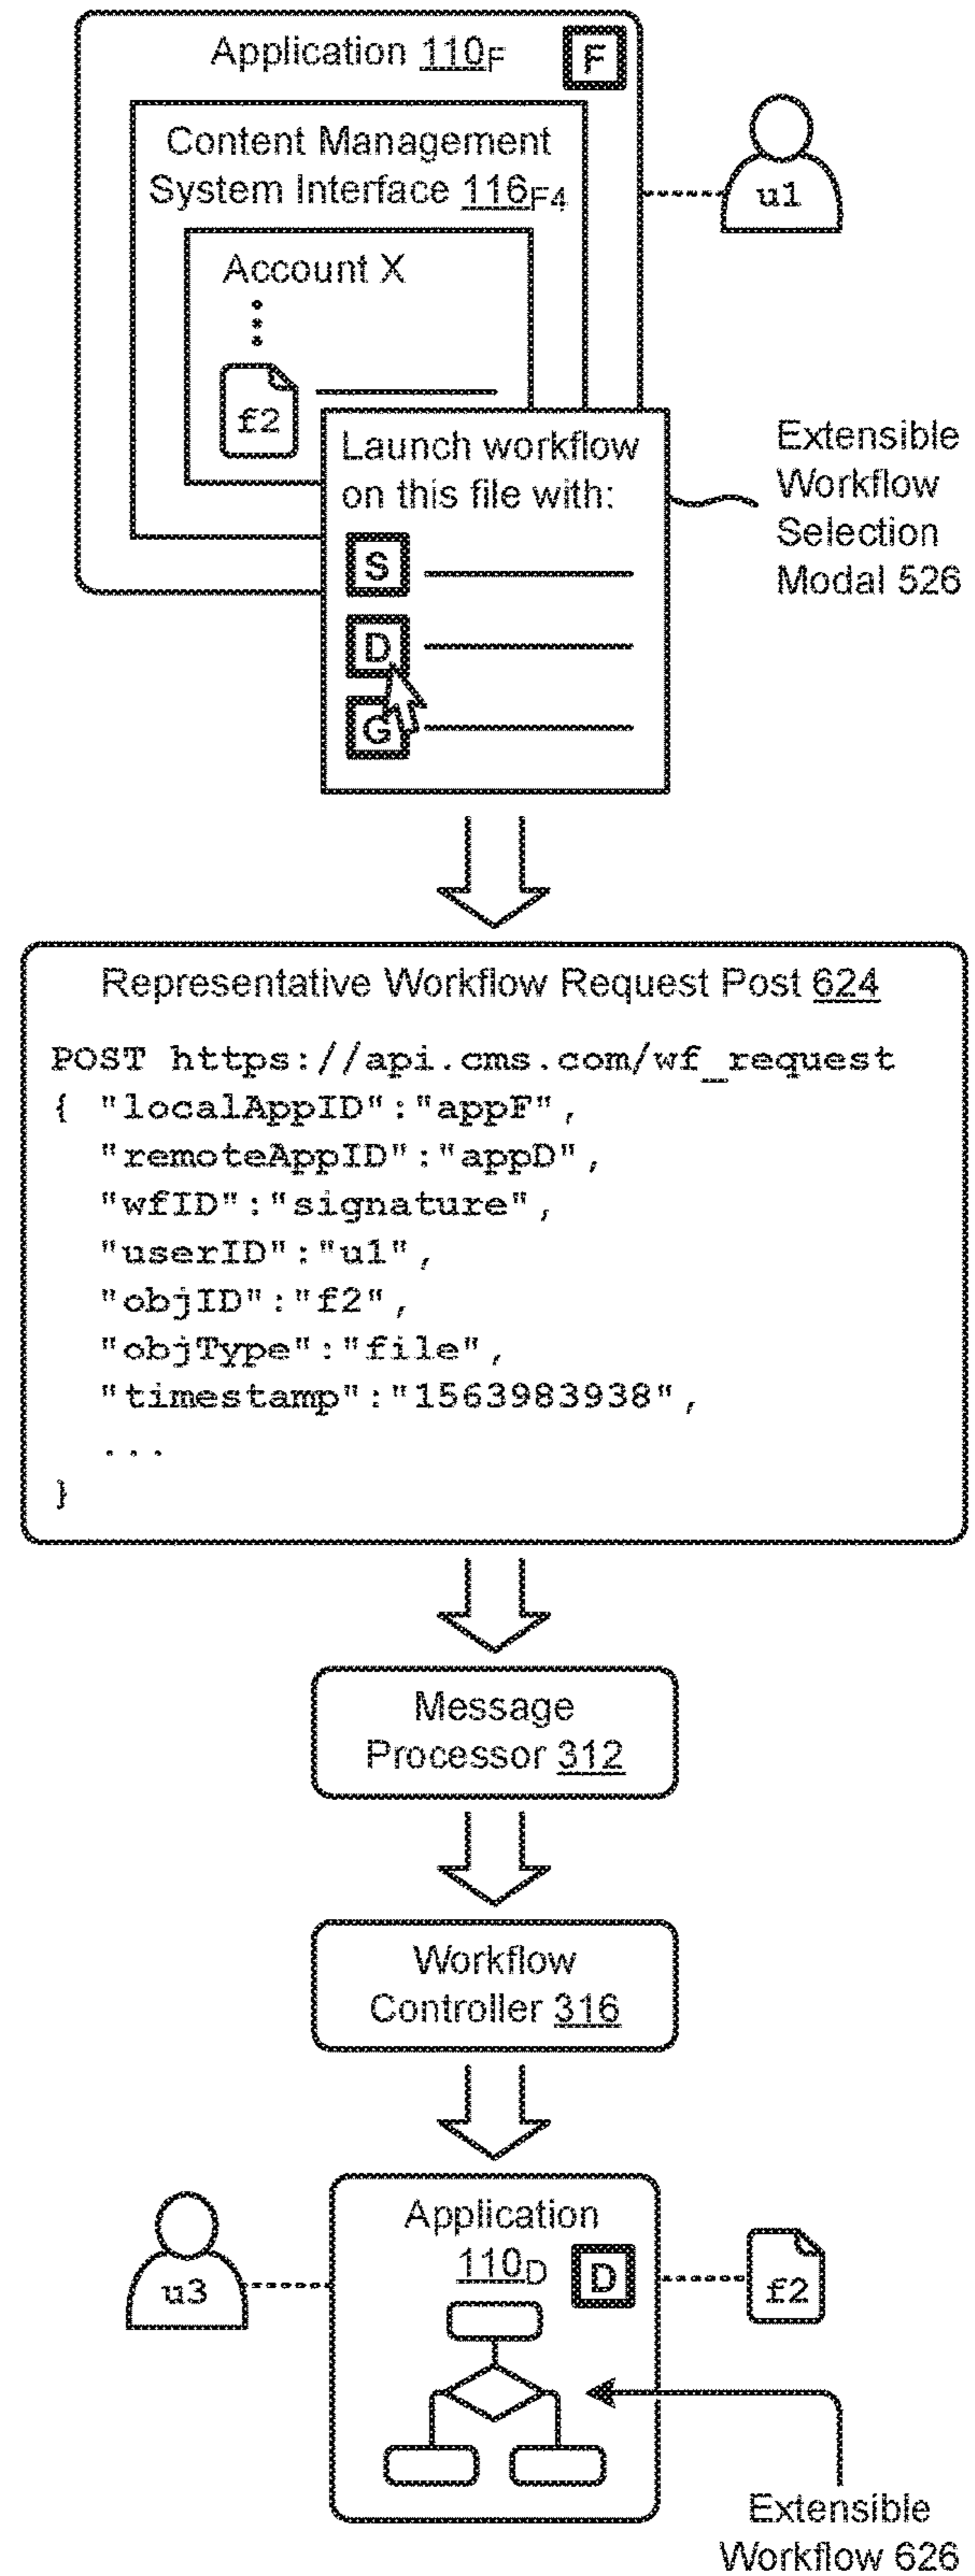 Application 110F
F
Content Management
System Interface 116F4
u1
Account X
f2
Launch workflow
on this file with:
S
D
G
Extensible
Workflow
Selection
Modal 526
Representative Workflow Request Post 624
POST https://api.cms.com/wf_request
{ "localAppID":"appF",
"remoteAppID":"appD",
"wfID":"signature",
"userID":"u1",
"objID":"f2",
"objType":"file",
"timestamp":"1563983938",
...
}
Message
Processor 312
Workflow
Controller 316
Application
110D
D
u3
f2
Extensible
Workflow 626